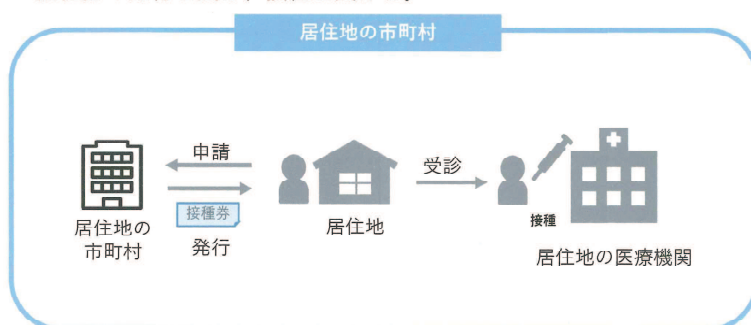 居住地の市町村
申請
接種券
発行
居住地の
市町村
居住地
受診
接種
居住地の医療機関